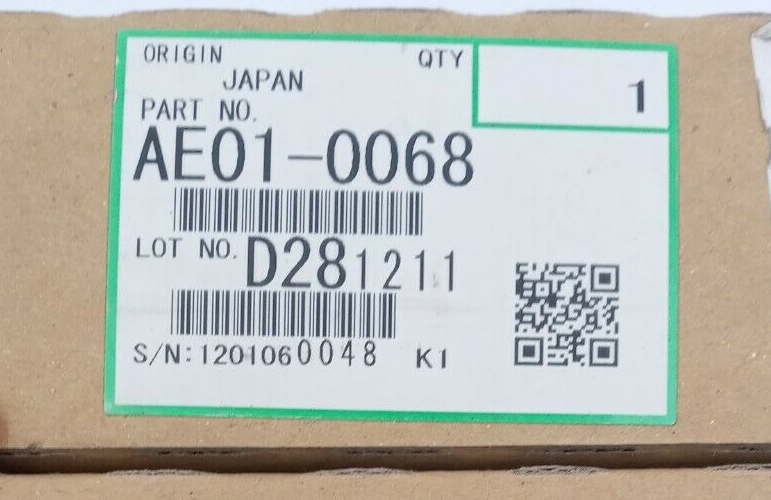 ORIGIN QTY
JAPAN 1
PART NO.
AE01-0068
LOT NO. D281211
S/N:1201060048 K1